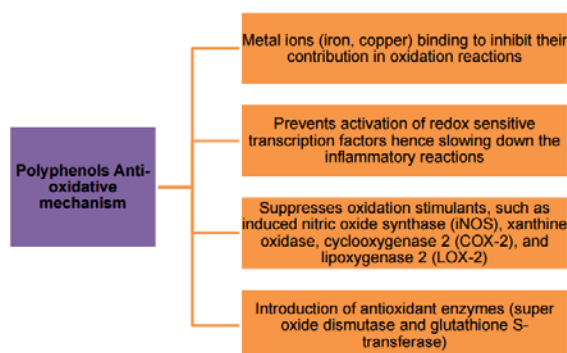 Metal ions (iron, copper) binding to inhibit their
contribution in oxidation reactions
Prevents activation of redox sensitive
transcription factors hence slowing down the
inflammatory reactions
Polyphenols Anti-
oxidative
mechanism
Suppresses oxidation stimulants, such as
induced nitric oxide synthase (iNOS), xanthine
oxidase, cyclooxygenase 2 (COX-2), and
lipoxygenase 2 (LOX-2)
Introduction of antioxidant enzymes (super
oxide dismutase and glutathione S-
transferase)